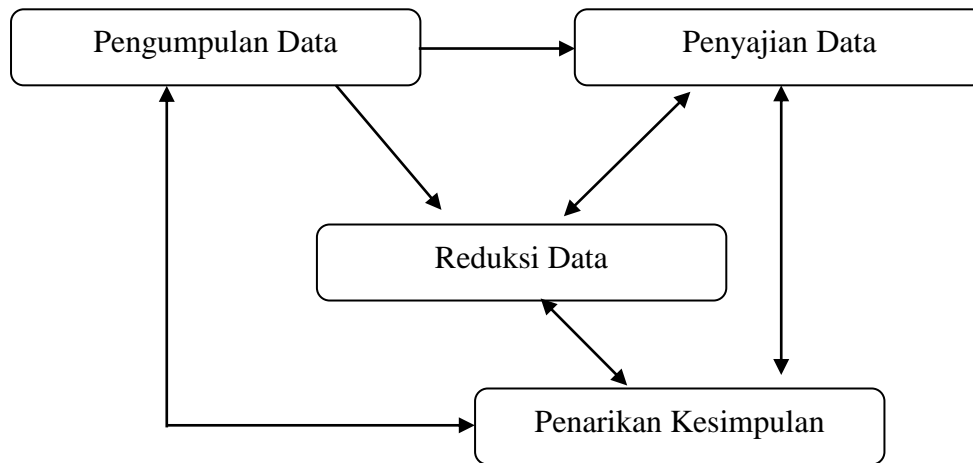 Pengumpulan Data
Penyajian Data
Reduksi Data
Penarikan Kesimpulan